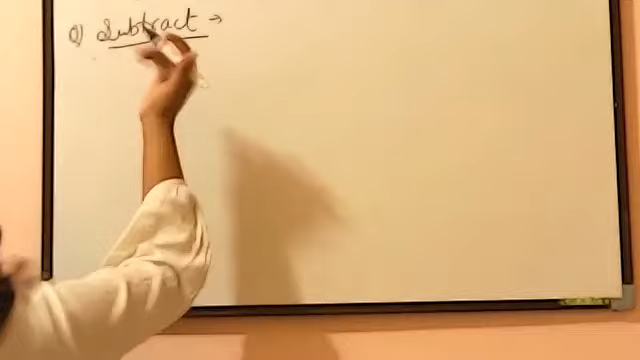 Q) Subtract →